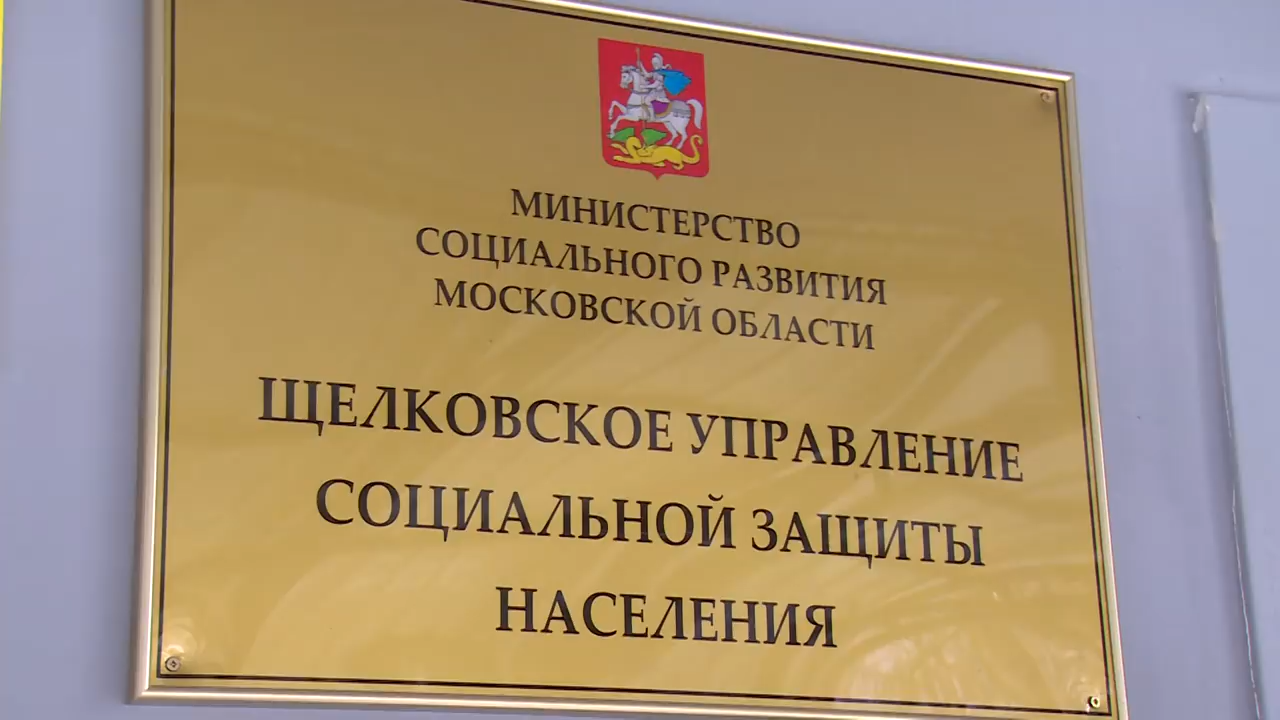 МИНИСТЕРСТВО
СОЦИАЛЬНОГО РАЗВИТИЯ
МОСКОВСКОЙ ОБЛАСТИ
ЩЕЛКОВСКОЕ УПРАВЛЕНИЕ
СОЦИАЛЬНОЙ ЗАЩИТЫ
НАСЕЛЕНИЯ